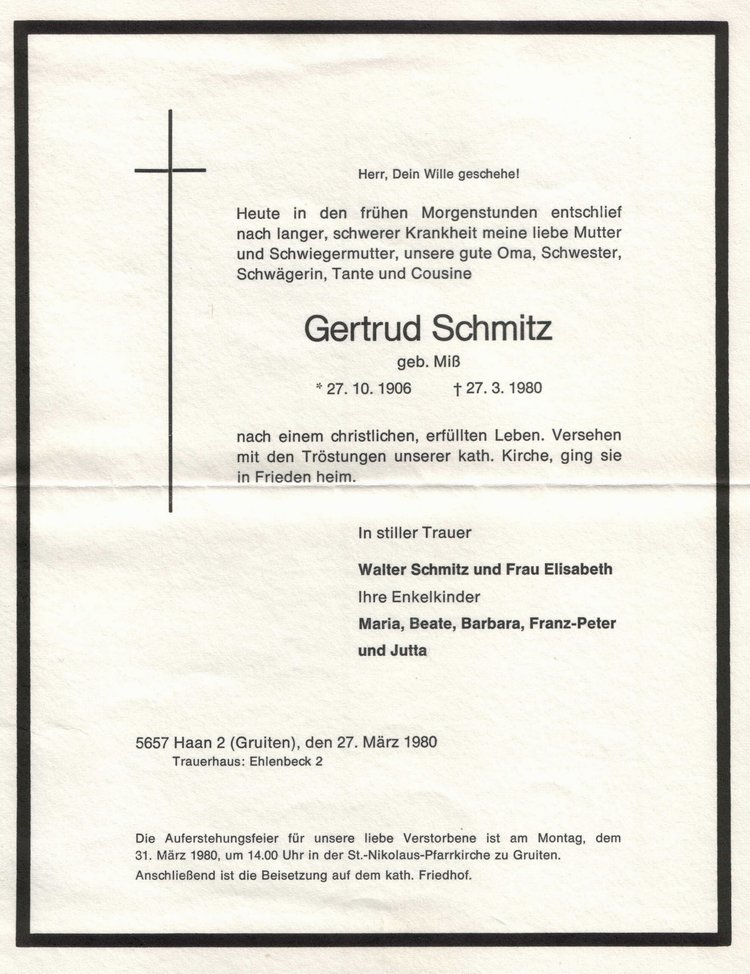 Herr, Dein Wille geschehe!
Heute in den frühen Morgenstunden entschlief
nach langer, schwerer Krankheit meine liebe Mutter
und Schwiegermutter, unsere gute Oma, Schwester,
Schwägerin, Tante und Cousine
Gertrud Schmitz
geb. Miß
* 27. 10. 1906 † 27. 3. 1980
nach einem christlichen, erfüllten Leben. Versehen
mit den Tröstungen unserer kath. Kirche, ging sie
in Frieden heim.
In stiller Trauer
Walter Schmitz und Frau Elisabeth
Ihre Enkelkinder
Maria, Beate, Barbara, Franz-Peter
und Jutta
5657 Haan 2 (Gruiten), den 27. März 1980
Trauerhaus: Ehlenbeck 2
Die Auferstehungsfeier für unsere liebe Verstorbene ist am Montag, dem
31. März 1980, um 14.00 Uhr in der St.-Nikolaus-Pfarrkirche zu Gruiten.
Anschließend ist die Beisetzung auf dem kath. Friedhof.